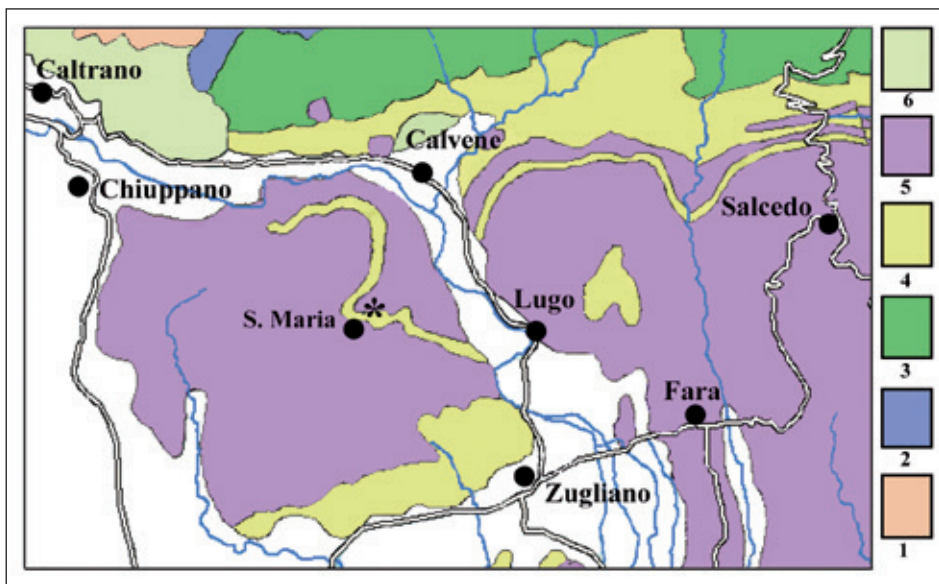 Caltrano
6
Calvene
Chiuppano
5
Salcedo
4
Lugo
S. Maria *
3
Fara
2
Zugliano
1